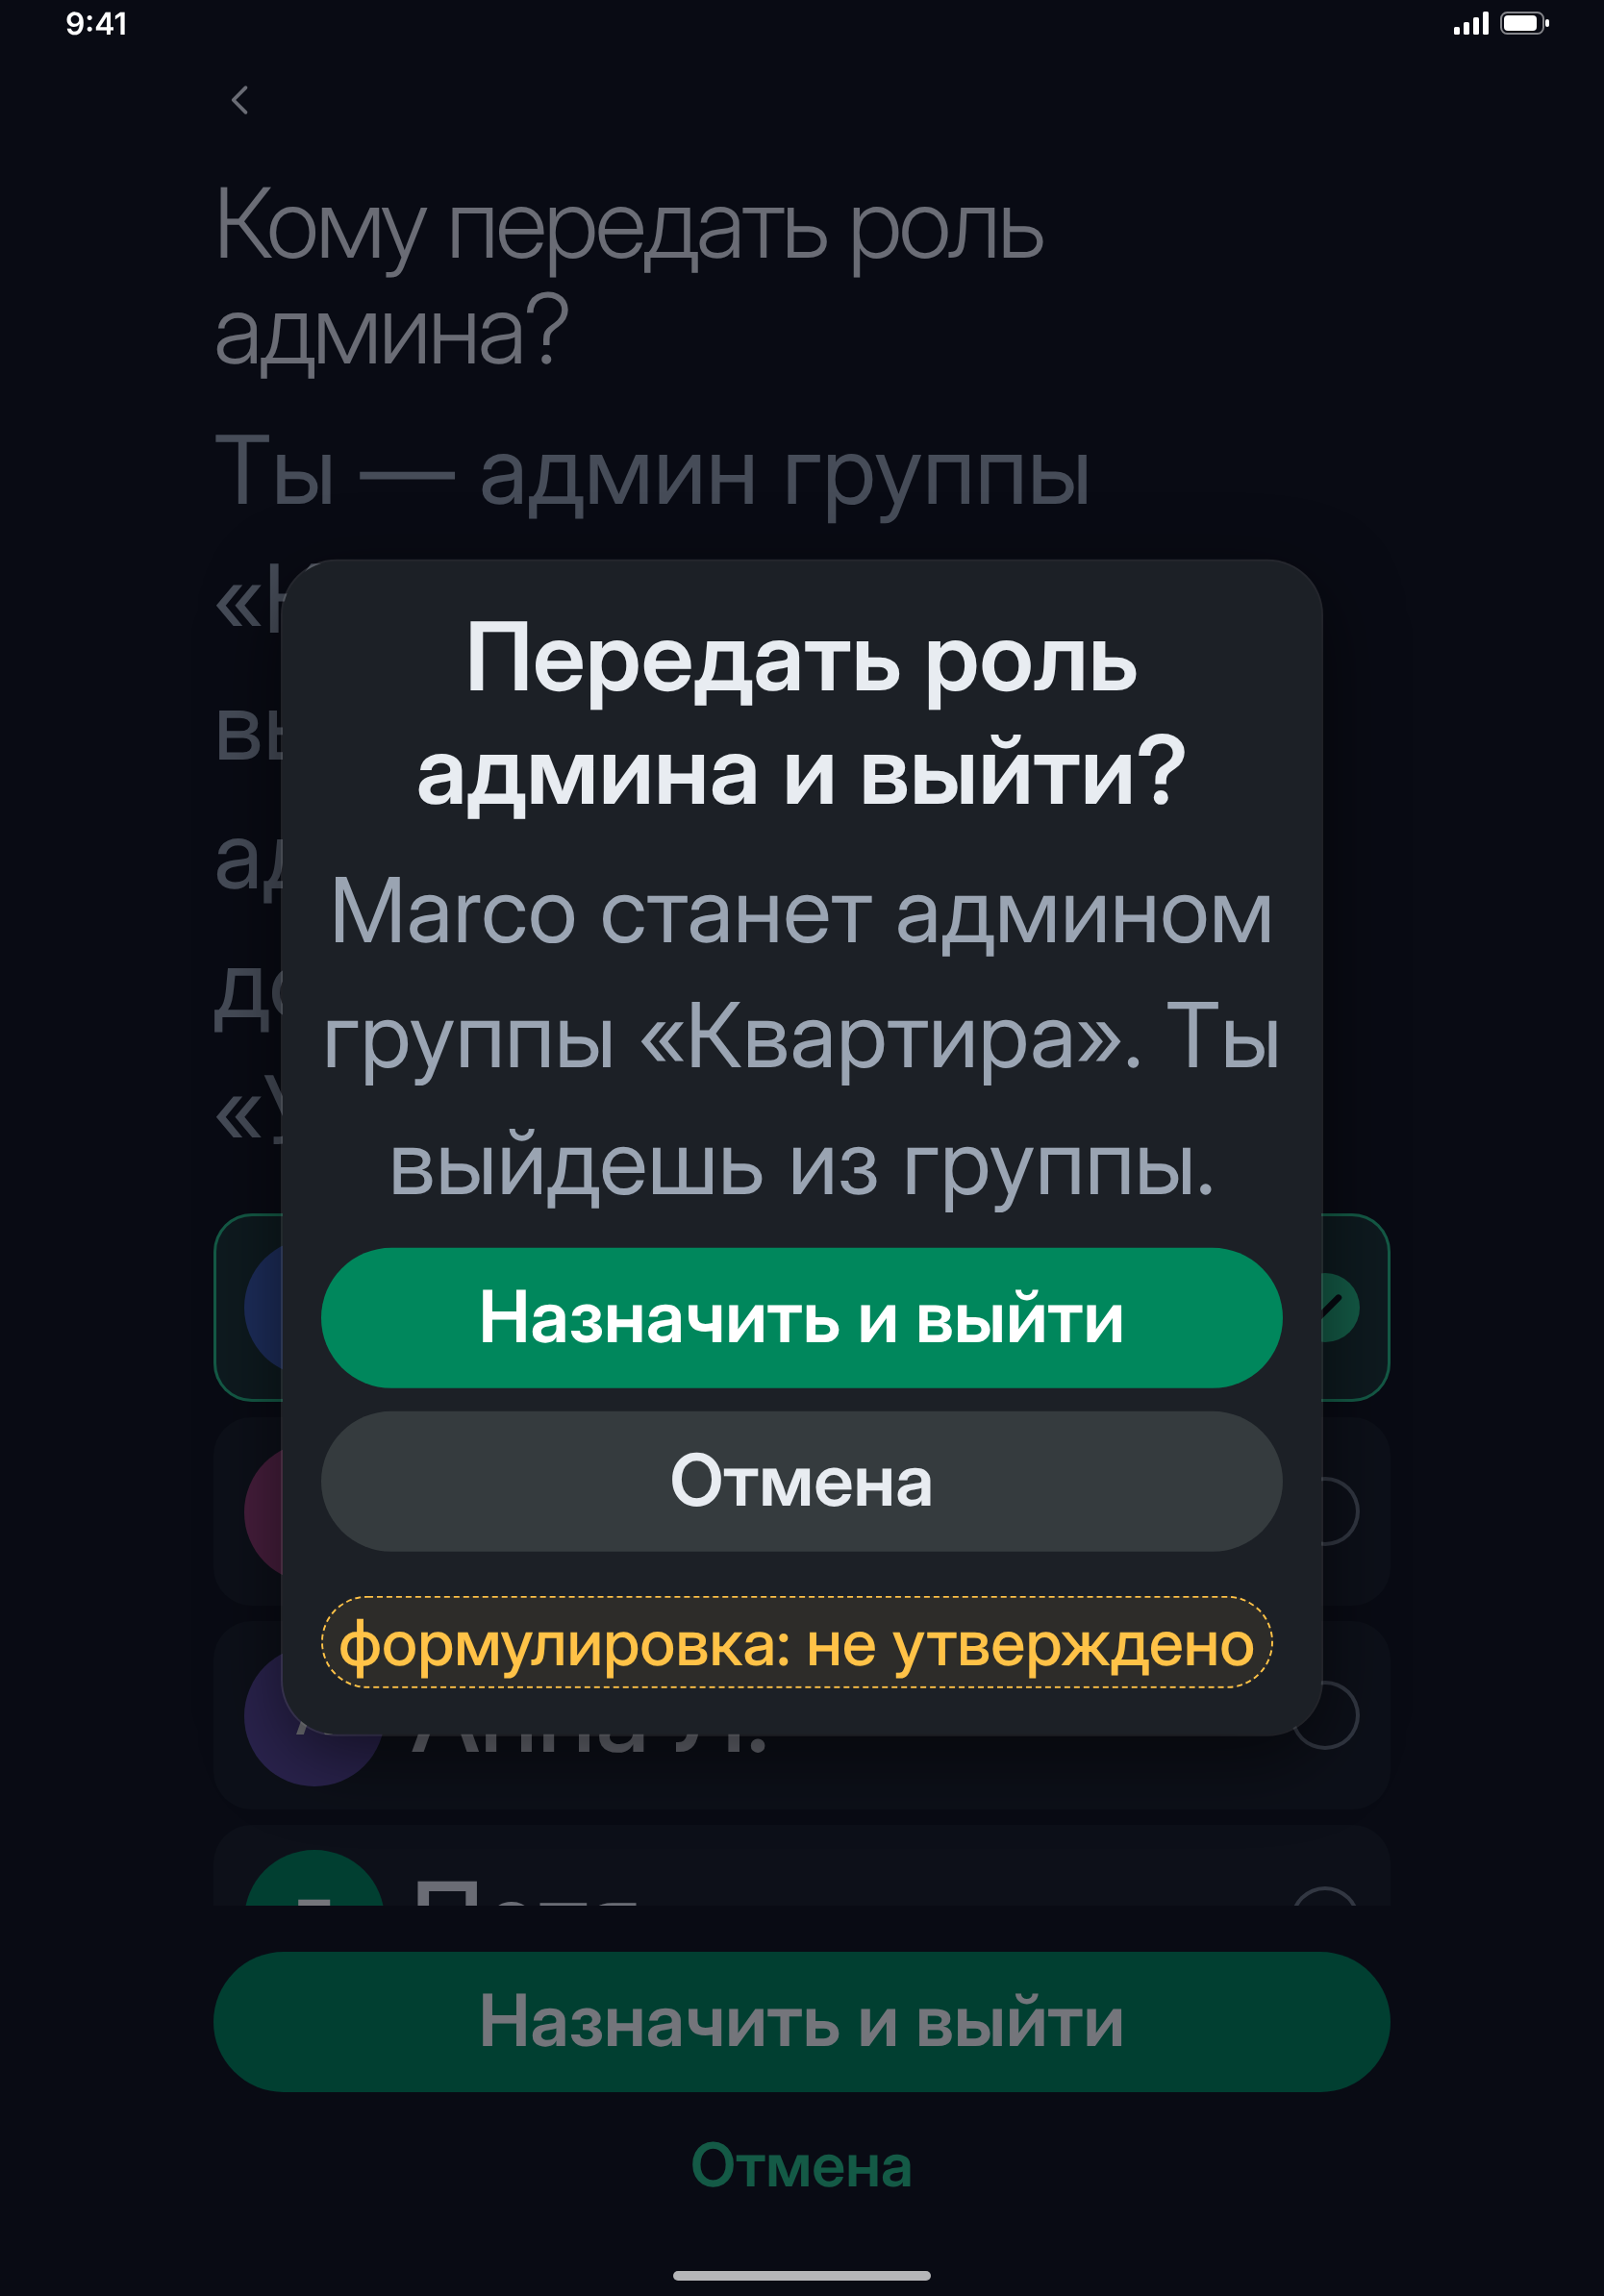 9:41
Кому передать роль
админа?
Ты — админ группы
Передать роль
админа и выйти?
Marco станет админом
группы «Квартира». Ты
выйдешь из группы.
Назначить и выйти
Отмена
формулировка: не утверждено
Назначить и выйти
Отмена